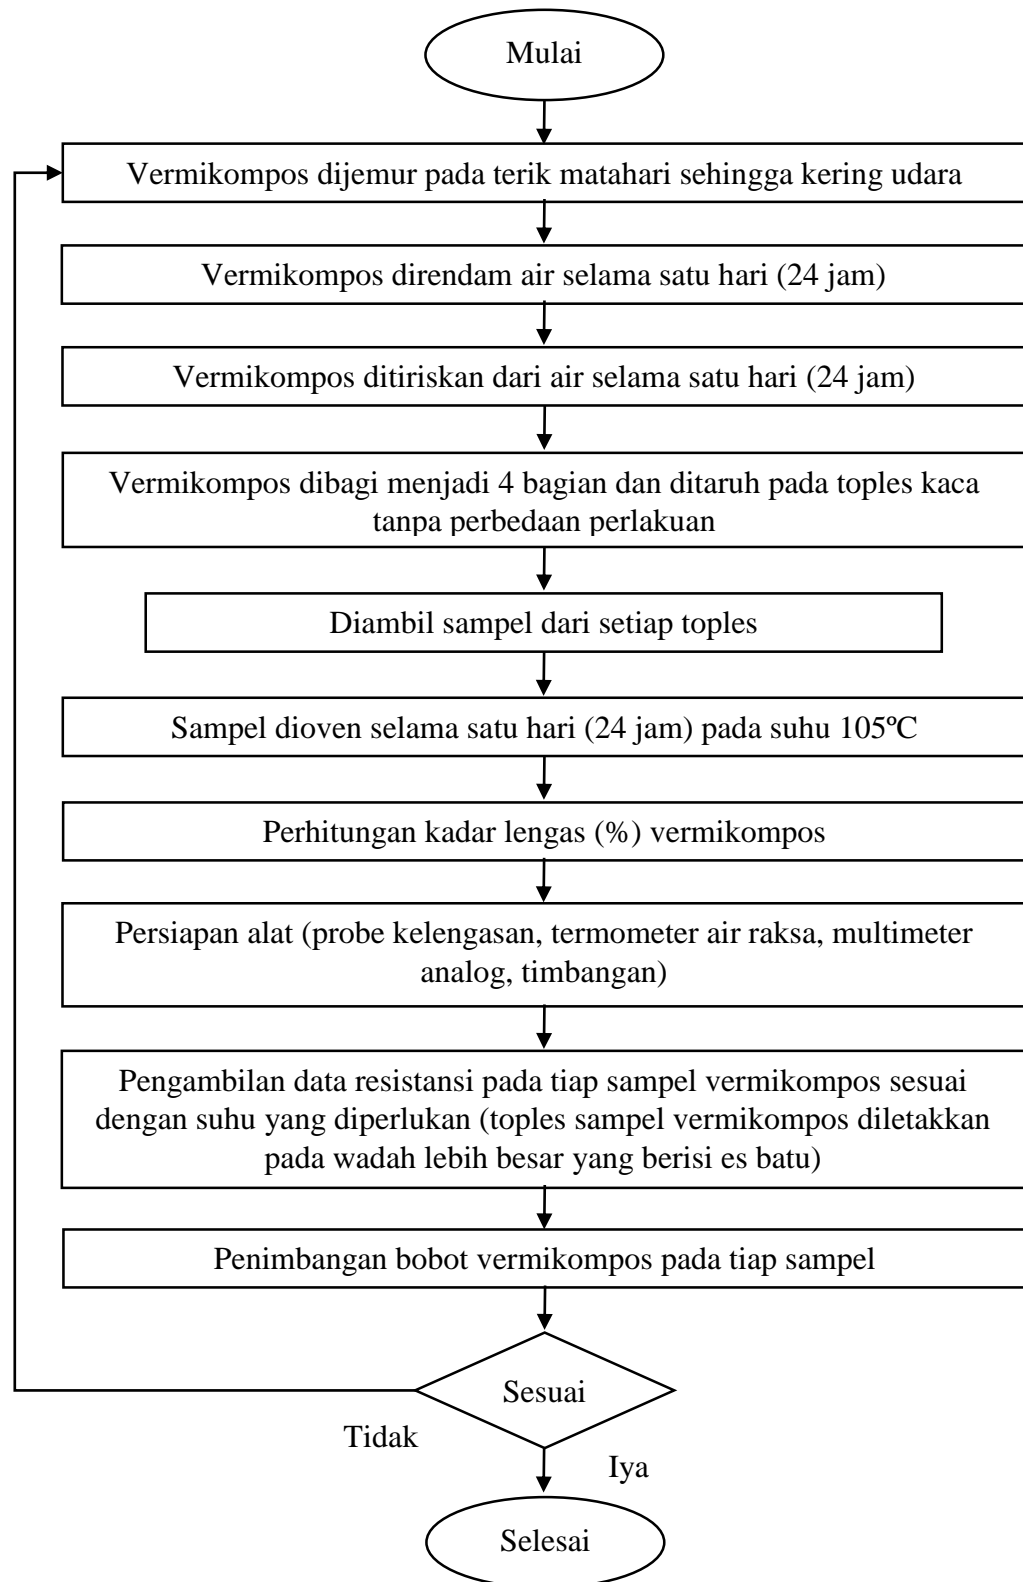 Mulai
Vermikompos dijemur pada terik matahari sehingga kering udara
Vermikompos direndam air selama satu hari (24 jam)
Vermikompos ditiriskan dari air selama satu hari (24 jam)
Vermikompos dibagi menjadi 4 bagian dan ditaruh pada toples kaca
tanpa perbedaan perlakuan
Diambil sampel dari setiap toples
Sampel dioven selama satu hari (24 jam) pada suhu 105ºC
Perhitungan kadar lengas (%) vermikompos
Persiapan alat (probe kelengasan, termometer air raksa, multimeter
analog, timbangan)
Pengambilan data resistansi pada tiap sampel vermikompos sesuai
dengan suhu yang diperlukan (toples sampel vermikompos diletakkan
pada wadah lebih besar yang berisi es batu)
Penimbangan bobot vermikompos pada tiap sampel
Sesuai
Tidak
Iya
Selesai